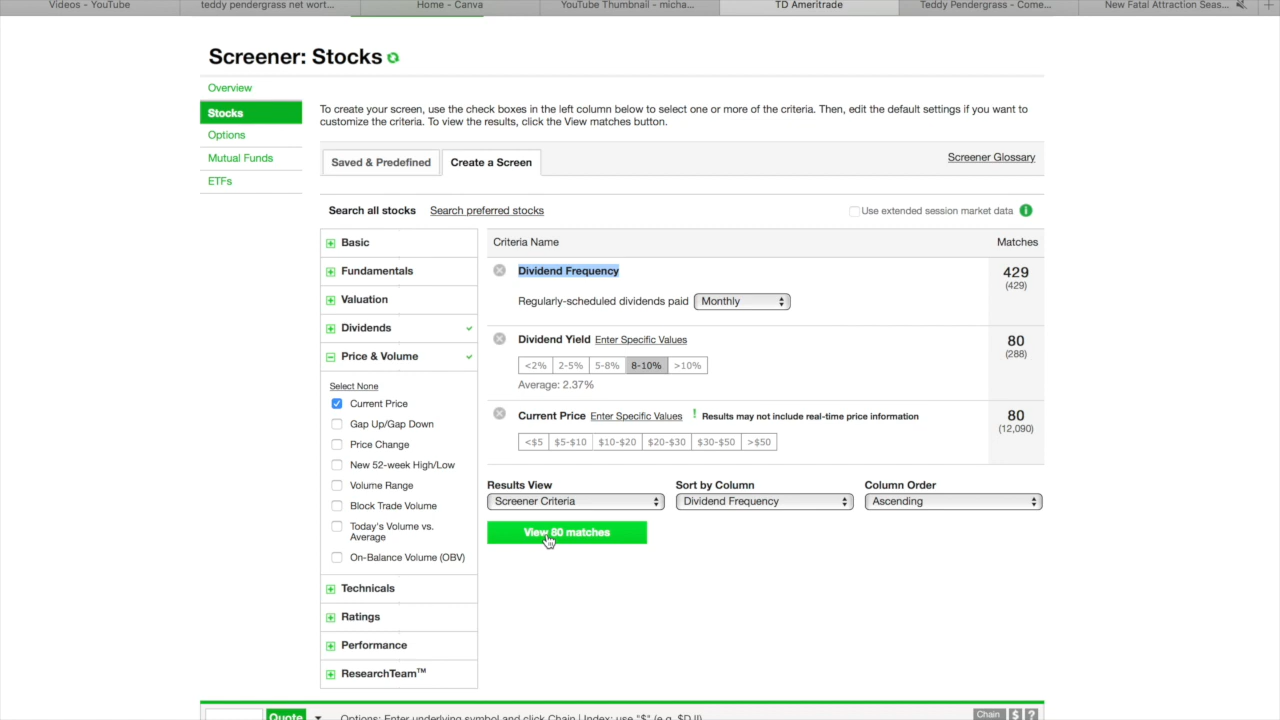 Videos - YouTube
teddy pendergrass net wort...
Home - Canva
YouTube Thumbnail - micha...
TD Ameritrade
Teddy Pendergrass - Come...
New Fatal Attraction Seas...
Screener: Stocks
Overview
Stocks
Options
Mutual Funds
ETFs
To create your screen, use the check boxes in the left column below to select one or more of the criteria. Then, edit the default settings if you want to
customize the criteria. To view the results, click the View matches button.
Saved & Predefined
Create a Screen
Screener Glossary
Search all stocks
Search preferred stocks
Use extended session market data
i
Basic
Fundamentals
Valuation
Dividends
Price & Volume
Select None
Current Price
Gap Up/Gap Down
Price Change
New 52-week High/Low
Volume Range
Block Trade Volume
Today's Volume vs.
Average
On-Balance Volume (OBV)
Technicals
Ratings
Performance
ResearchTeam™
Criteria Name
Matches
Dividend Frequency
429
(429)
Regularly-scheduled dividends paid
Monthly
Dividend Yield Enter Specific Values
80
(288)
<2% 2-5% 5-8% 8-10% >10%
Average: 2.37%
Current Price Enter Specific Values ! Results may not include real-time price information
80
(12,090)
<$5 $5-$10 $10-$20 $20-$30 $30-$50 >$50
Results View
Sort by Column
Column Order
Screener Criteria
Dividend Frequency
Ascending
View 80 matches
Quote
Options: Enter underlying symbol and click Chain | Index: use "$" (e.g. $DJI)
Chain
$
?